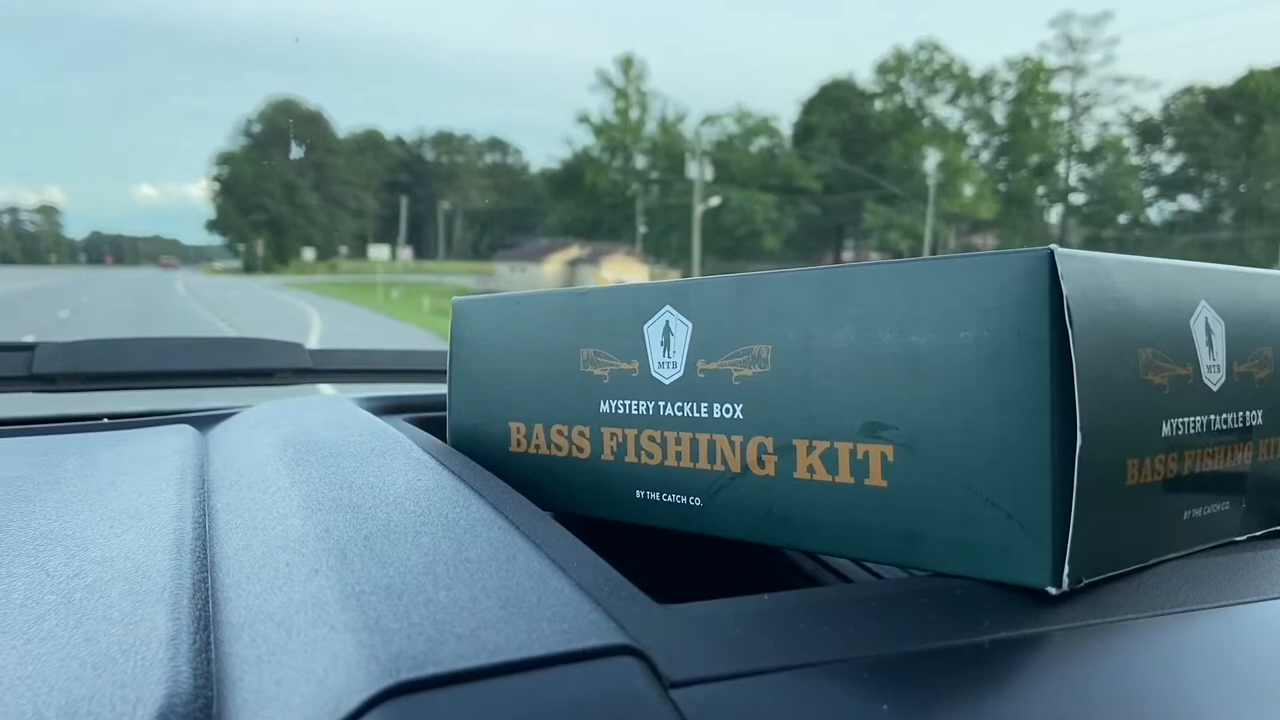 MTB
MYSTERY TACKLE BOX
BASS FISHING KIT
BY THE CATCH CO.
MTB
MYSTERY TACKLE BOX
BASS FISHING KIT
BY THE CATCH CO.